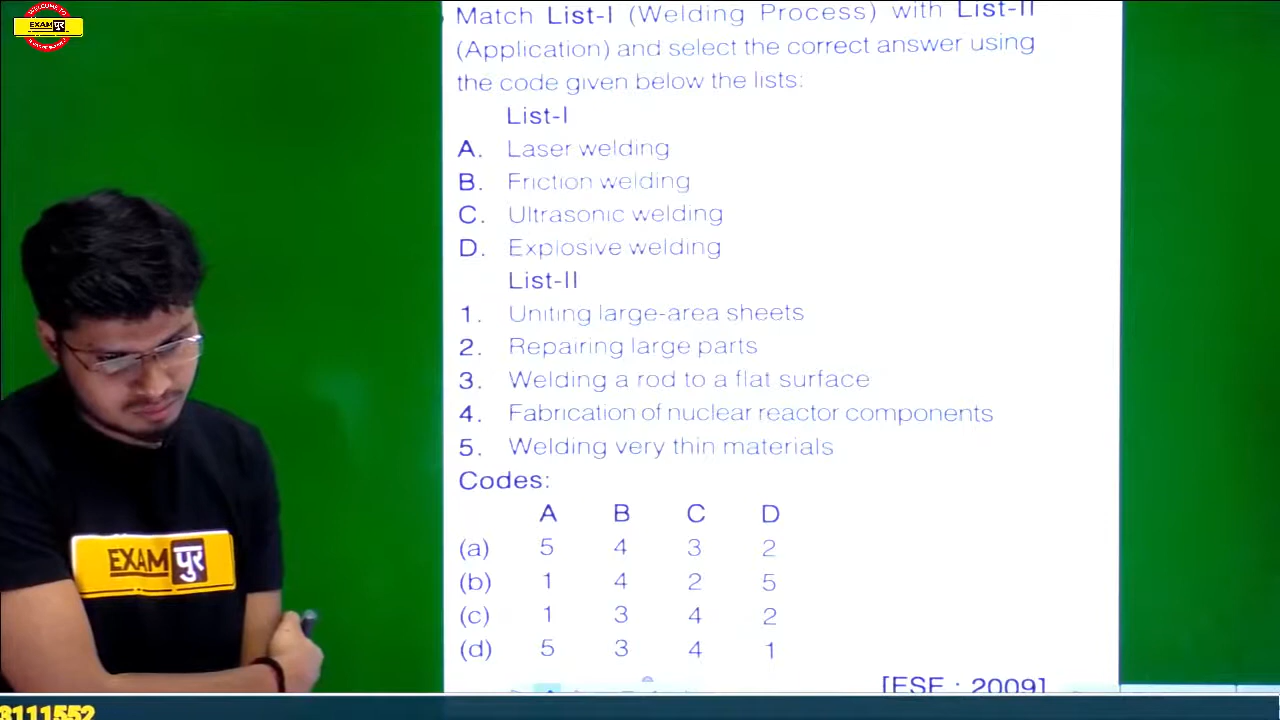 WELCOME TO
EXAMपुर
Match List-I (Welding Process) with List-II
(Application) and select the correct answer using
the code given below the lists:
List-I
A. Laser welding
B. Friction welding
C. Ultrasonic welding
D. Explosive welding
List-II
1. Uniting large-area sheets
2. Repairing large parts
3. Welding a rod to a flat surface
4. Fabrication of nuclear reactor components
5. Welding very thin materials
Codes:
A B C D
(a) 5 4 3 2
(b) 1 4 2 5
(c) 1 3 4 2
(d) 5 3 4 1
[ESE : 2009]
EXAMपुर
3111552